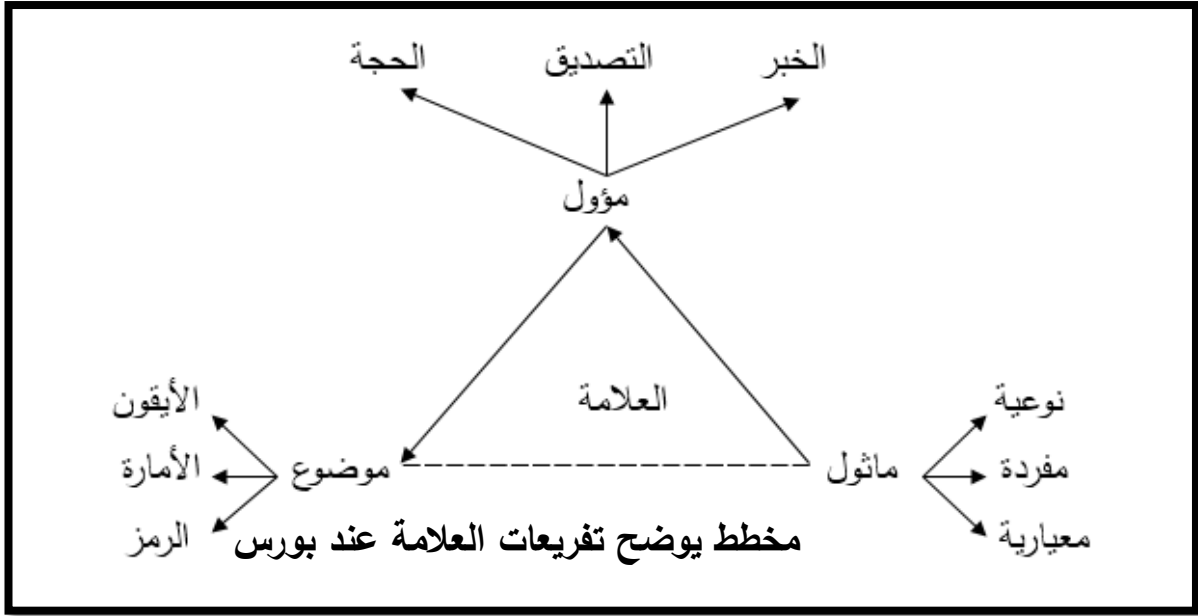 الخبر التصديق الحجة
مؤول
العلامة
نوعية الأيقون
مفردة ماثول موضوع الأمارة
معيارية الرمز
مخطط يوضح تفريعات العلامة عند بورس